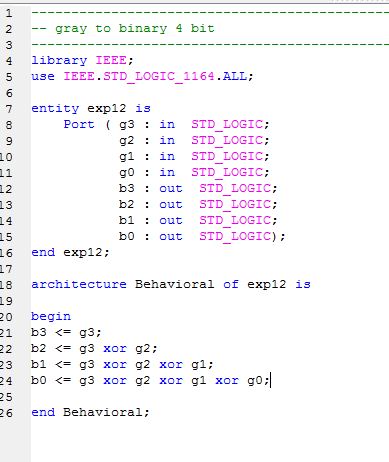 1 --------------------------------------------------
2 -- gray to binary 4 bit
3 --------------------------------------------------
4 library IEEE;
5 use IEEE.STD_LOGIC_1164.ALL;
6
7 entity exp12 is
8     Port ( g3 : in  STD_LOGIC;
9            g2 : in  STD_LOGIC;
10            g1 : in  STD_LOGIC;
11            g0 : in  STD_LOGIC;
12            b3 : out  STD_LOGIC;
13            b2 : out  STD_LOGIC;
14            b1 : out  STD_LOGIC;
15            b0 : out  STD_LOGIC);
16 end exp12;
17
18 architecture Behavioral of exp12 is
19
20 begin
21 b3 <= g3;
22 b2 <= g3 xor g2;
23 b1 <= g3 xor g2 xor g1;
24 b0 <= g3 xor g2 xor g1 xor g0;
25
26 end Behavioral;